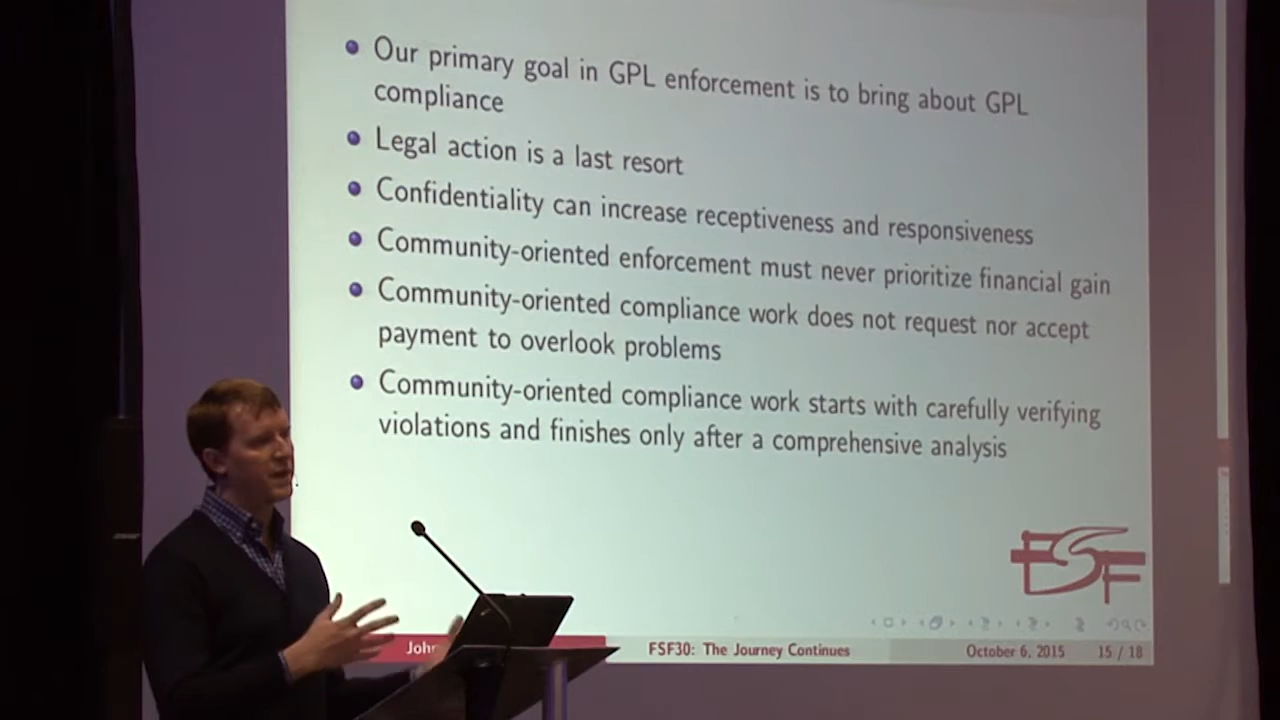 Our primary goal in GPL enforcement is to bring about GPL
compliance
Legal action is a last resort
Confidentiality can increase receptiveness and responsiveness
Community-oriented enforcement must never prioritize financial gain
Community-oriented compliance work does not request nor accept
payment to overlook problems
Community-oriented compliance work starts with carefully verifying
violations and finishes only after a comprehensive analysis
FSF
FSF30: The Journey Continues
October 6, 2015
15 / 18